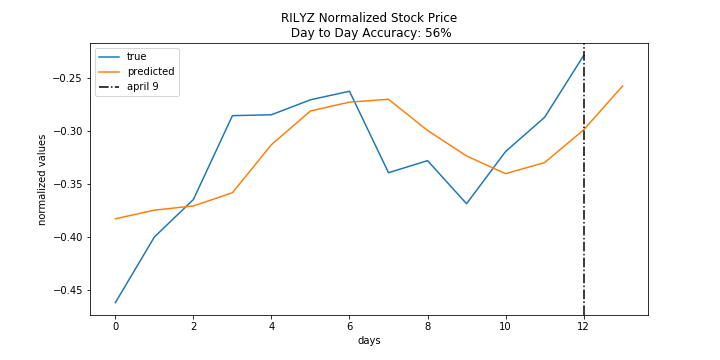 RILYZ Normalized Stock Price
Day to Day Accuracy: 56%
true
predicted
april 9
normalized values
−0.25
−0.30
−0.35
−0.40
−0.45
0
2
4
6
8
10
12
days